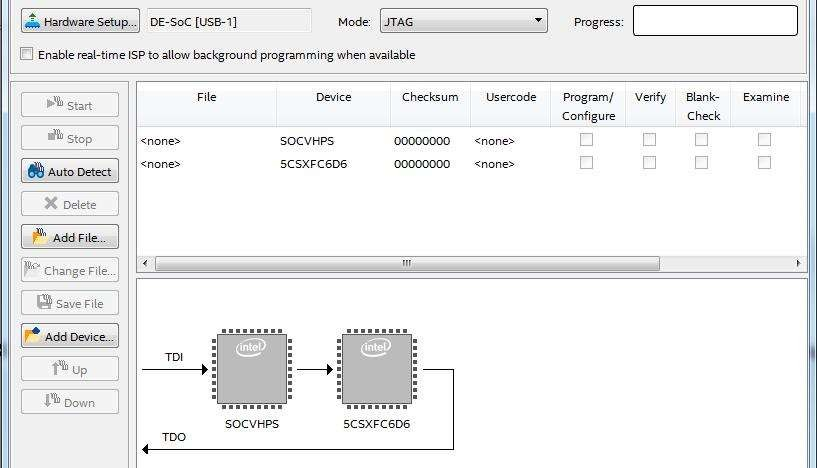 Hardware Setup... DE-SoC [USB-1] Mode: JTAG Progress:
Enable real-time ISP to allow background programming when available
Start
Stop
Auto Detect
Delete
Add File...
Change File...
Save File
Add Device...
Up
Down
File Device Checksum Usercode Program/ Configure Verify Blank- Check Examine
<none> SOCVHPS 00000000 <none>
<none> 5CSXFC6D6 00000000 <none>
TDI
intel
intel
SOCVHPS
5CSXFC6D6
TDO